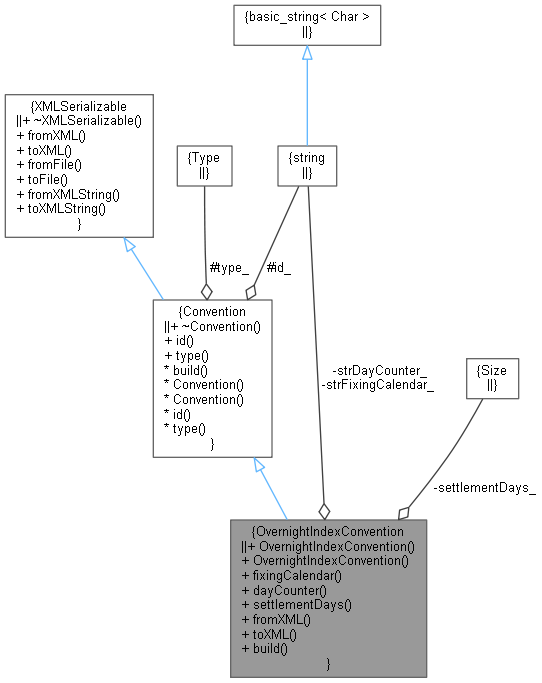 {basic_string< Char >
||}
{XMLSerializable
||+ ~XMLSerializable()
+ fromXML()
+ toXML()
+ fromFile()
+ toFile()
+ fromXMLString()
+ toXMLString()
}
{Type
||}
{string
||}
#type_
#id_
{Convention
||+ ~Convention()
+ id()
+ type()
* build()
* Convention()
* Convention()
* id()
* type()
}
-strDayCounter_
-strFixingCalendar_
{Size
||}
-settlementDays_
{OvernightIndexConvention
||+ OvernightIndexConvention()
+ OvernightIndexConvention()
+ fixingCalendar()
+ dayCounter()
+ settlementDays()
+ fromXML()
+ toXML()
+ build()
}